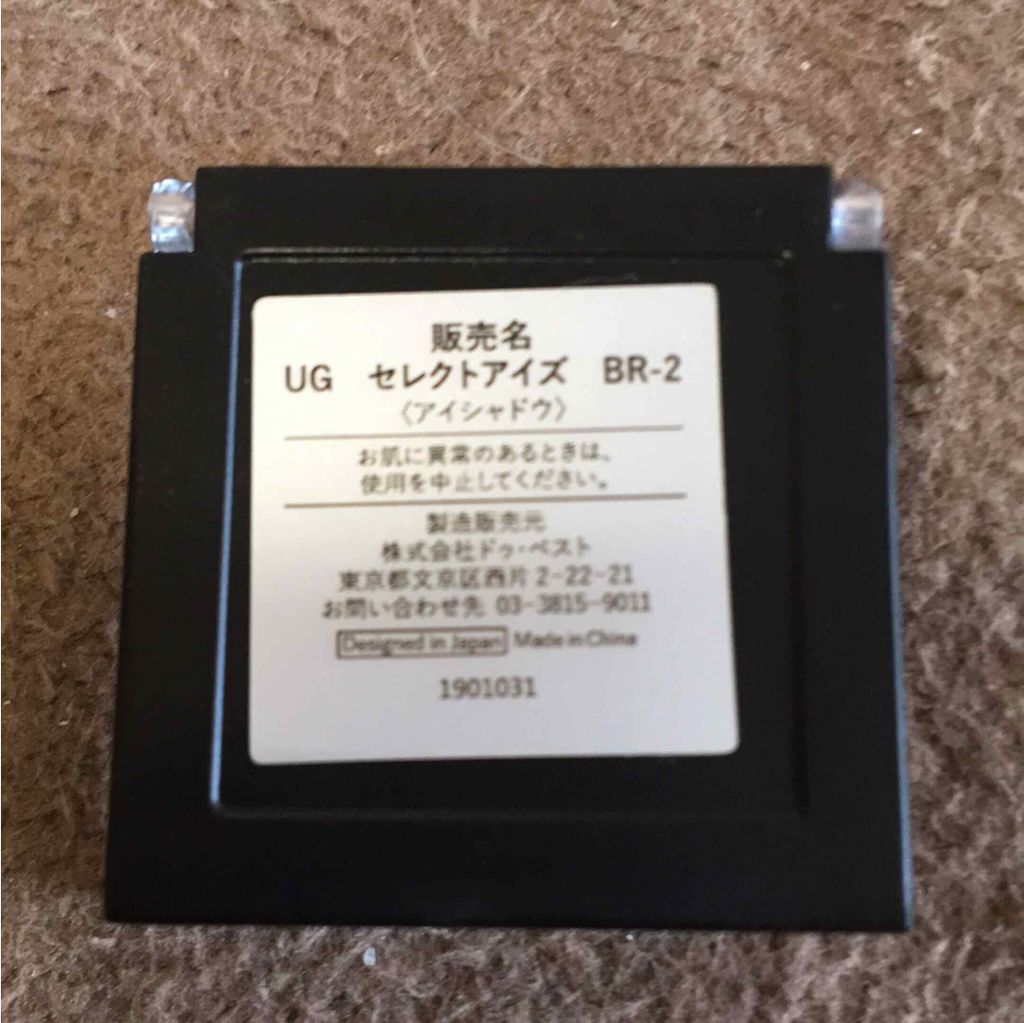 販売名
UG セレクトアイズ BR-2
〈アイシャドウ〉
お肌に異常のあるときは、
使用を中止してください。
製造販売元
株式会社ドゥ・ベスト
東京都文京区西片2-22-21
お問い合わせ先 03-3815-9011
Designed in Japan Made in China
1901031